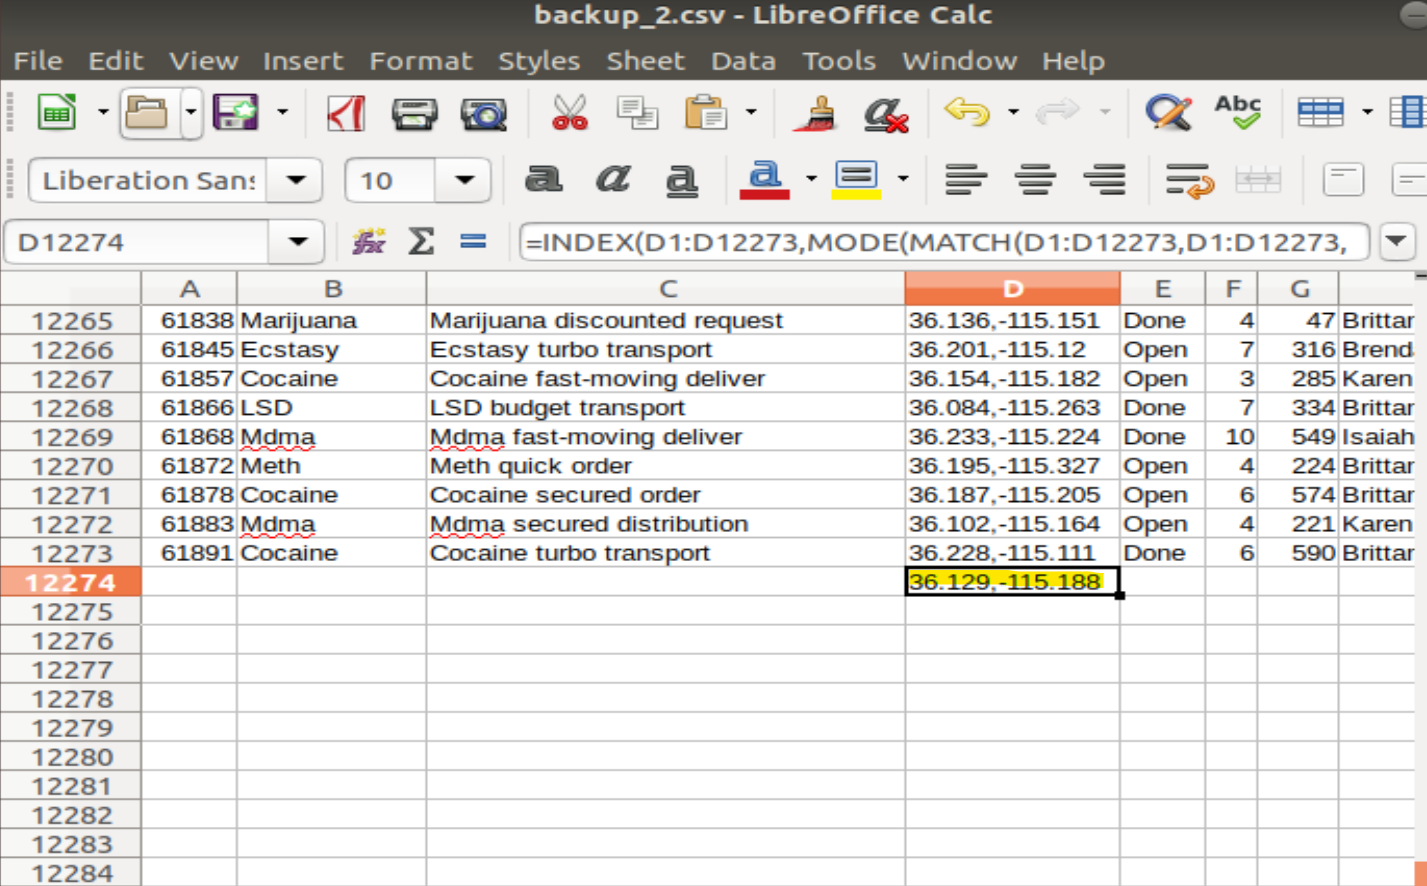 backup_2.csv - LibreOffice Calc
File Edit View Insert Format Styles Sheet Data Tools Window Help
Abc
Liberation Sans 10 a a a a
D12274 fx Σ = =INDEX(D1:D12273,MODE(MATCH(D1:D12273,D1:D12273,
A B C D E F G
12265 61838 Marijuana Marijuana discounted request 36.136,-115.151 Done 4 47 Brittar
12266 61845 Ecstasy Ecstasy turbo transport 36.201,-115.12 Open 7 316 Brend
12267 61857 Cocaine Cocaine fast-moving deliver 36.154,-115.182 Open 3 285 Karen
12268 61866 LSD LSD budget transport 36.084,-115.263 Done 7 334 Brittar
12269 61868 Mdma Mdma fast-moving deliver 36.233,-115.224 Done 10 549 Isaiah
12270 61872 Meth Meth quick order 36.195,-115.327 Open 4 224 Brittar
12271 61878 Cocaine Cocaine secured order 36.187,-115.205 Open 6 574 Brittar
12272 61883 Mdma Mdma secured distribution 36.102,-115.164 Open 4 221 Karen
12273 61891 Cocaine Cocaine turbo transport 36.228,-115.111 Done 6 590 Brittar
12274 36.129,-115.188
12275
12276
12277
12278
12279
12280
12281
12282
12283
12284